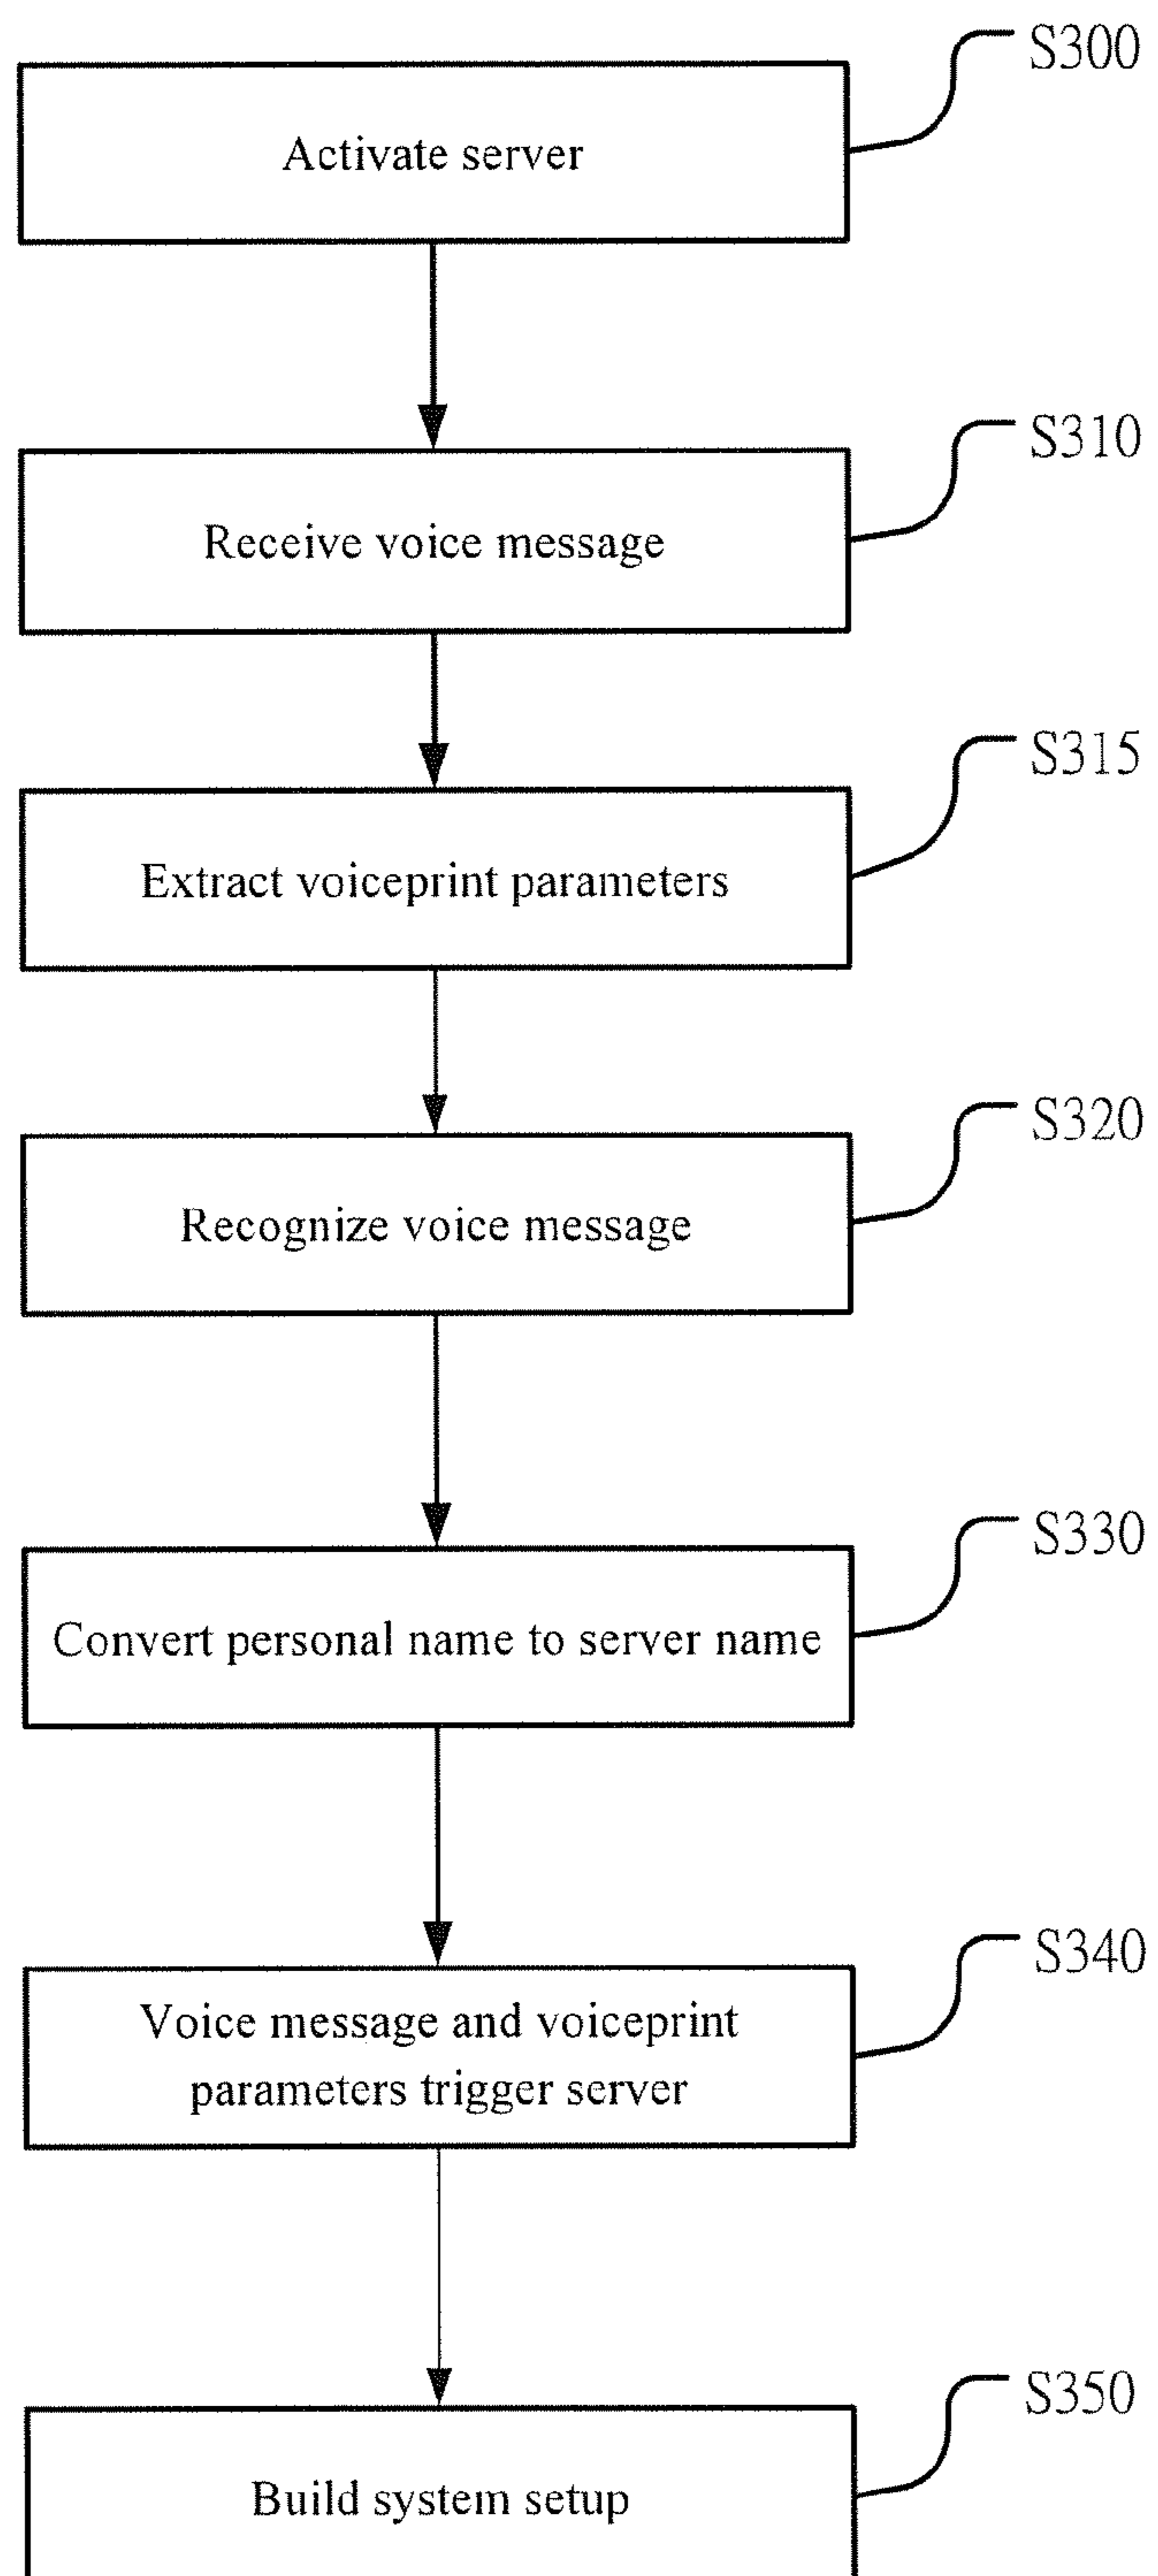 S300
Activate server
S310
Receive voice message
S315
Extract voiceprint parameters
S320
Recognize voice message
S330
Convert personal name to server name
S340
Voice message and voiceprint
parameters trigger server
S350
Build system setup